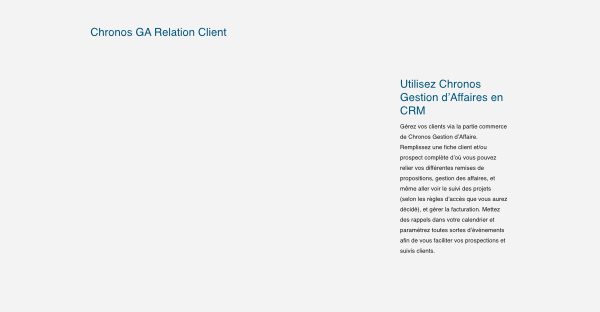 Chronos GA Relation Client
Utilisez Chronos
Gestion d'Affaires en
CRM
Gérez vos clients via la partie commerce
de Chronos Gestion d'Affaire.
Remplissez une fiche client et/ou
prospect complète d'où vous pouvez
relier vos différentes remises de
propositions, gestion des affaires, et
même aller voir le suivi des projets
(selon les règles d'accès que vous aurez
décidé), et gérer la facturation. Mettez
des rappels dans votre calendrier et
paramétrez toutes sortes d'événements
afin de vous faciliter vos prospections et
suivis clients.